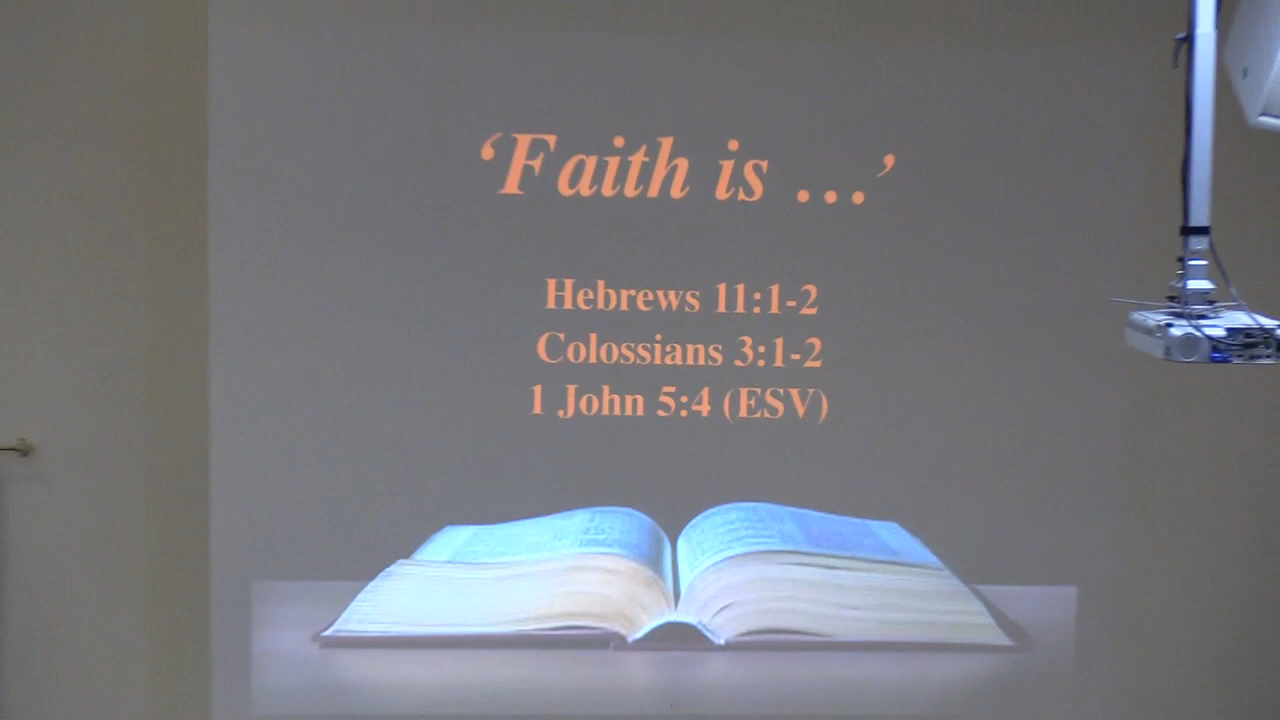 ‘Faith is ...’
Hebrews 11:1-2
Colossians 3:1-2
1 John 5:4 (ESV)